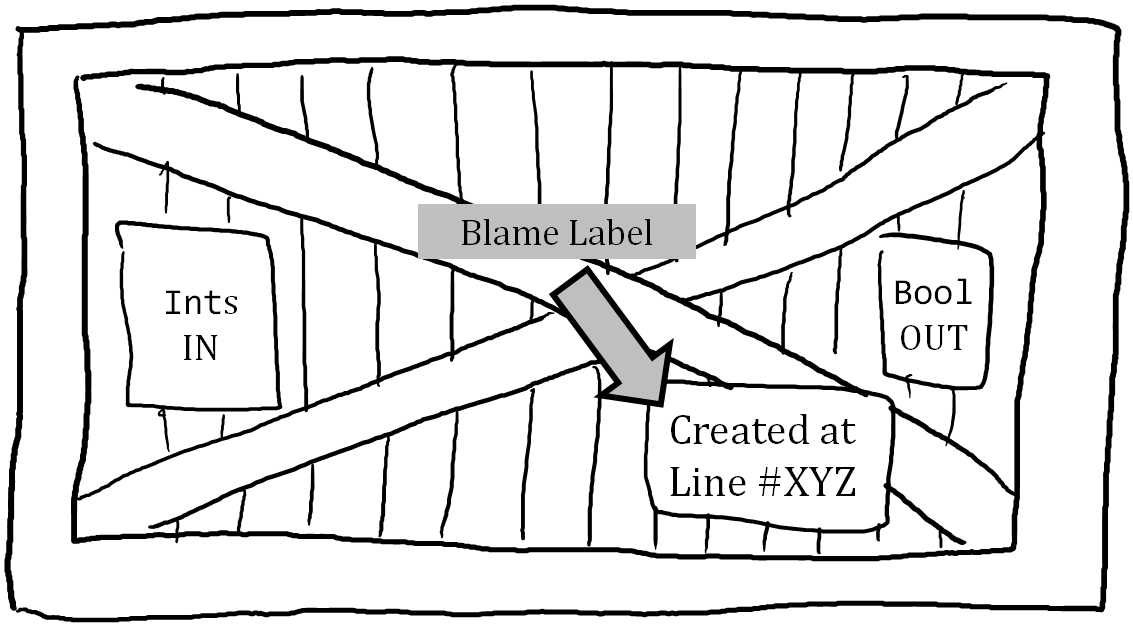 Blame Label
Ints
IN
Bool
OUT
Created at
Line #XYZ